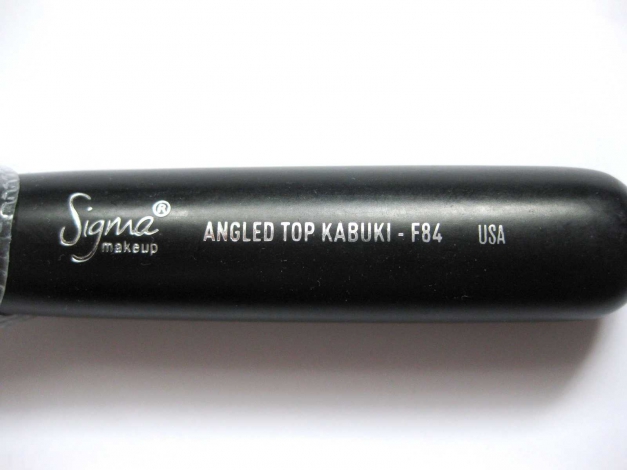 Sigma®
makeup
ANGLED TOP KABUKI - F84 USA